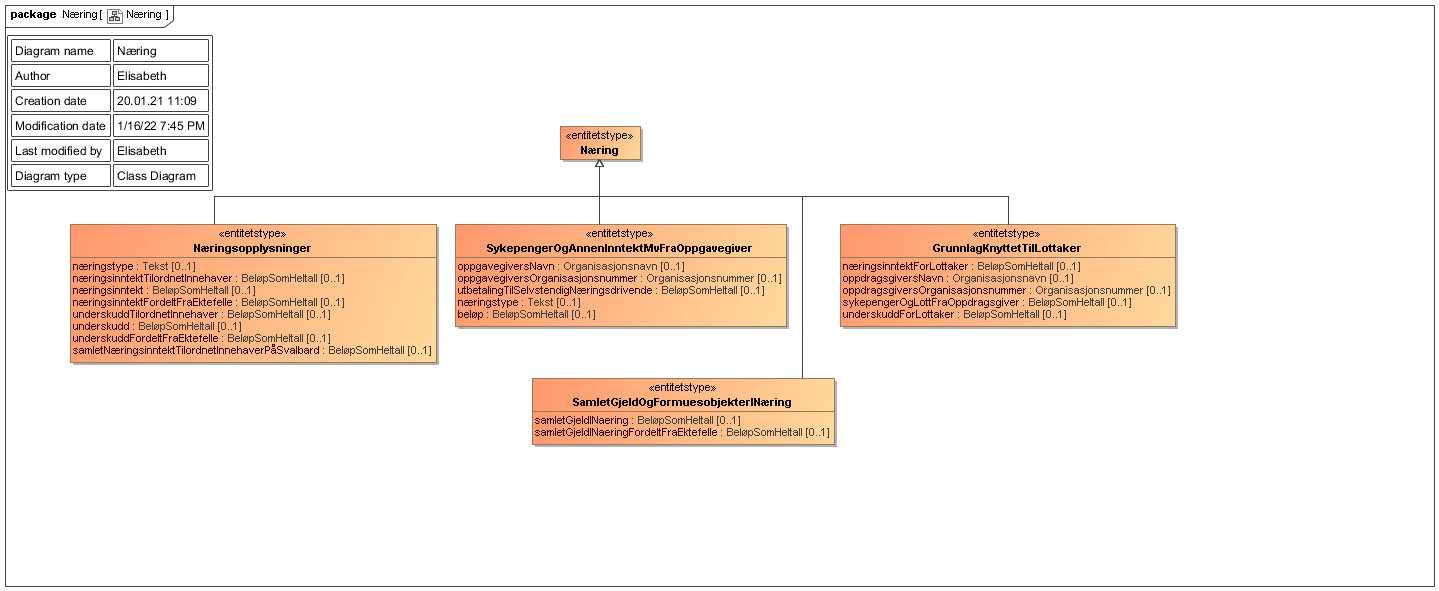 package Næring[ Næring ]
Diagram name Næring
Author Elisabeth
Creation date 20.01.21 11:09
Modification date 1/16/22 7:45 PM
Last modified by Elisabeth
Diagram type Class Diagram
«entitetstype»
Næring
«entitetstype»
Næringsopplysninger
næringstype : Tekst [0..1]
næringsinntektTilordnetInnehaver : BeløpSomHeltall [0..1]
næringsinntekt : BeløpSomHeltall [0..1]
næringsinntektFordeltFraEktefelle : BeløpSomHeltall [0..1]
underskuddTilordnetInnehaver : BeløpSomHeltall [0..1]
underskudd : BeløpSomHeltall [0..1]
underskuddFordeltFraEktefelle : BeløpSomHeltall [0..1]
samletNæringsinntektTilordnetInnehaverPåSvalbard : BeløpSomHeltall [0..1]
«entitetstype»
SykepengerOgAnnenInntektMvFraOppgavegiver
oppgavegiversNavn : Organisasjonsnavn [0..1]
oppgavegiversOrganisasjonsnummer : Organisasjonsnummer [0..1]
utbetalingTilSelvstendigNæringsdrivende : BeløpSomHeltall [0..1]
næringstype : Tekst [0..1]
beløp : BeløpSomHeltall [0..1]
«entitetstype»
GrunnlagKnyttetTilLottaker
næringsinntektForLottaker : BeløpSomHeltall [0..1]
oppdragsgiversNavn : Organisasjonsnavn [0..1]
oppdragsgiversOrganisasjonsnummer : Organisasjonsnummer [0..1]
sykepengerOgLottFraOppdragsgiver : BeløpSomHeltall [0..1]
underskuddForLottaker : BeløpSomHeltall [0..1]
«entitetstype»
SamletGjeldOgFormuesobjekterINæring
samletGjeldINaering : BeløpSomHeltall [0..1]
samletGjeldINaeringFordeltFraEktefelle : BeløpSomHeltall [0..1]